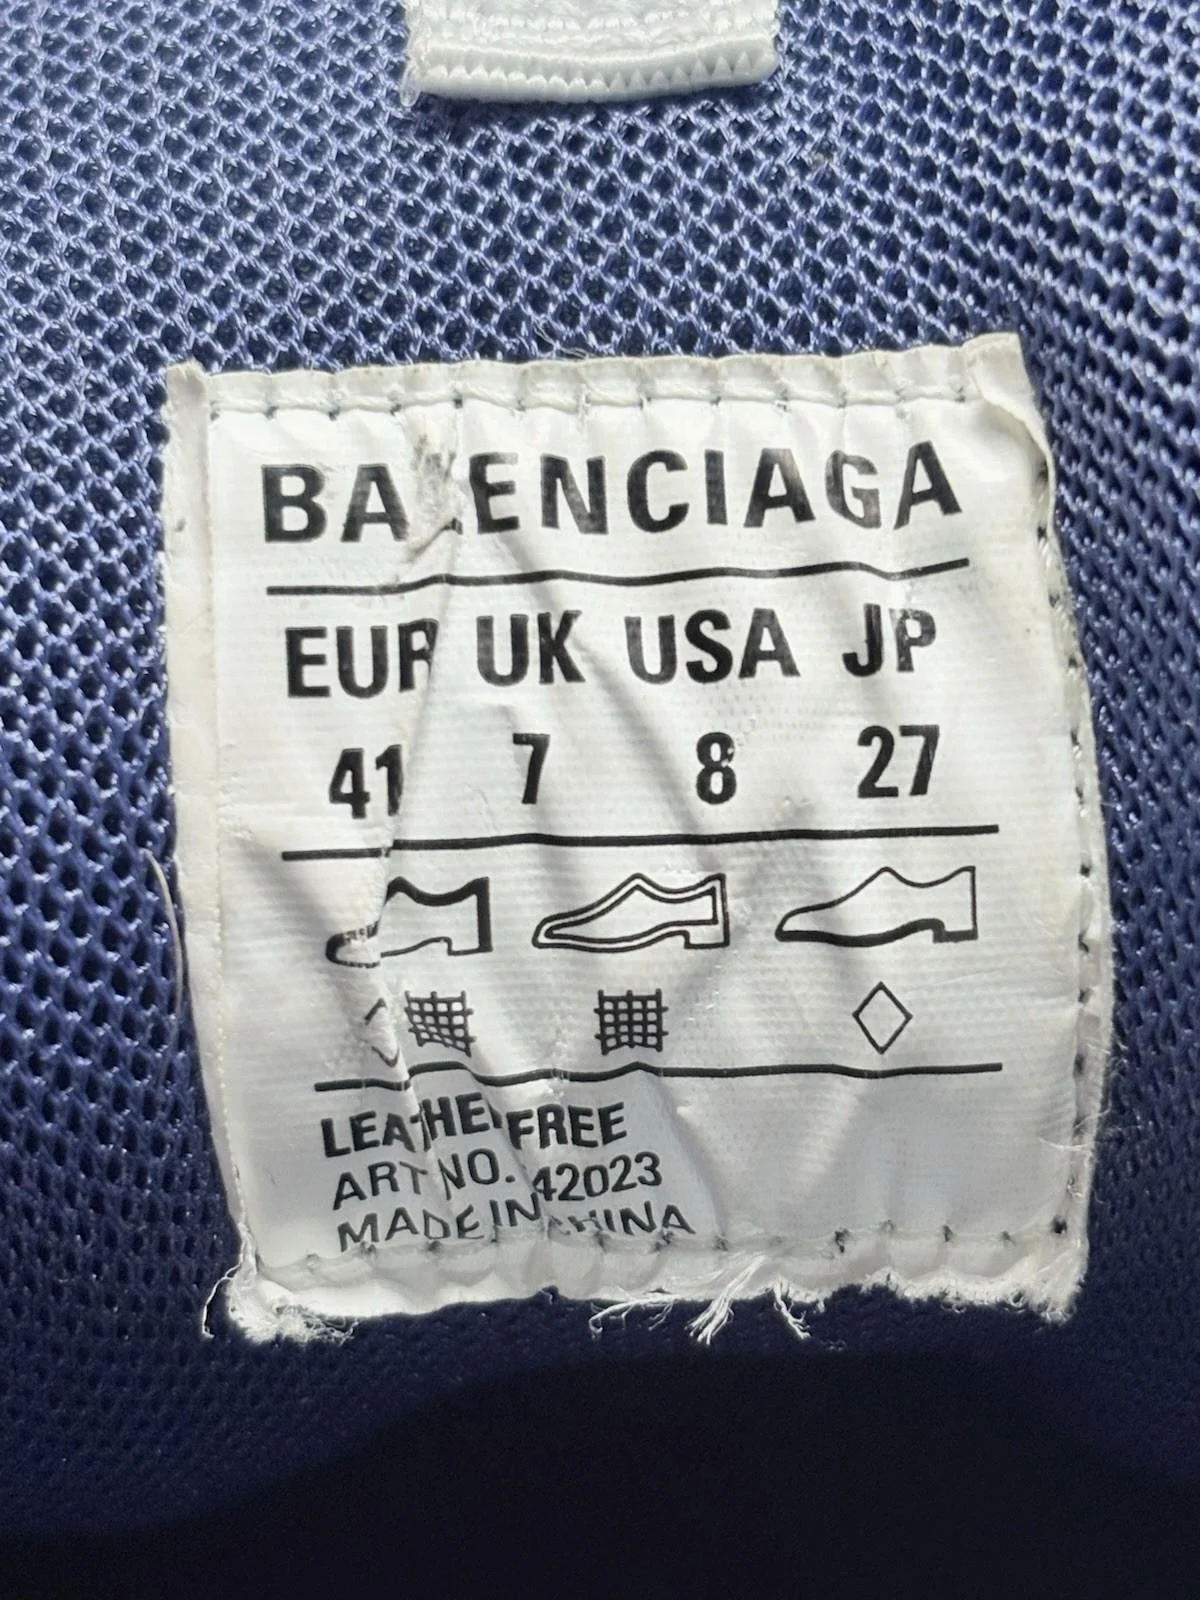 BALENCIAGA
EUR UK USA JP
41 7 8 27
LEATHER FREE
ART NO. 42023
MADE IN CHINA